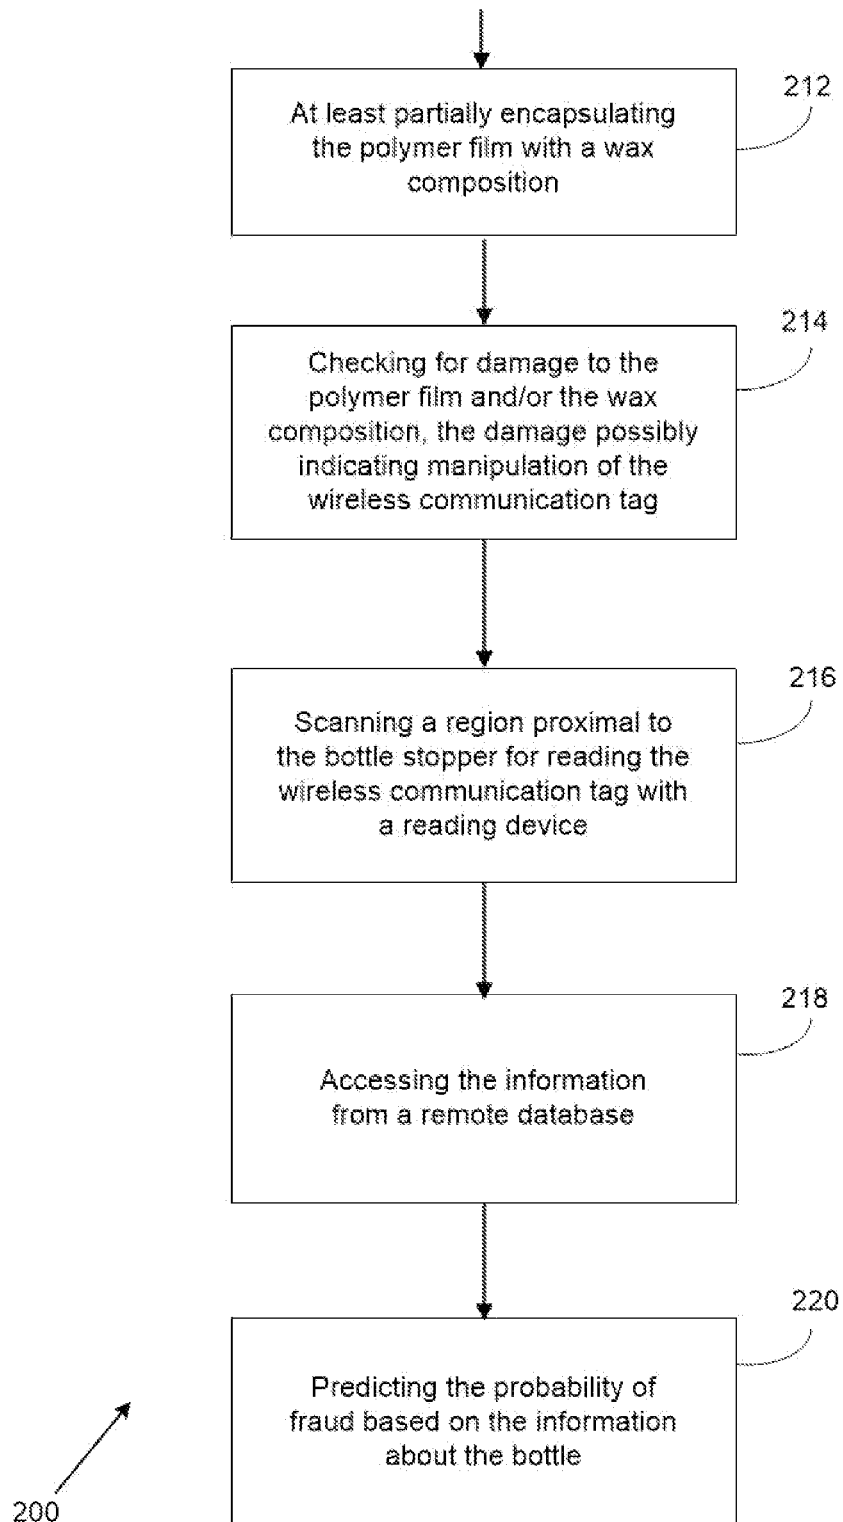 212
At least partially encapsulating
the polymer film with a wax
composition
214
Checking for damage to the
polymer film and/or the wax
composition, the damage possibly
indicating manipulation of the
wireless communication tag
216
Scanning a region proximal to
the bottle stopper for reading the
wireless communication tag with
a reading device
218
Accessing the information
from a remote database
220
Predicting the probability of
fraud based on the information
about the bottle
200